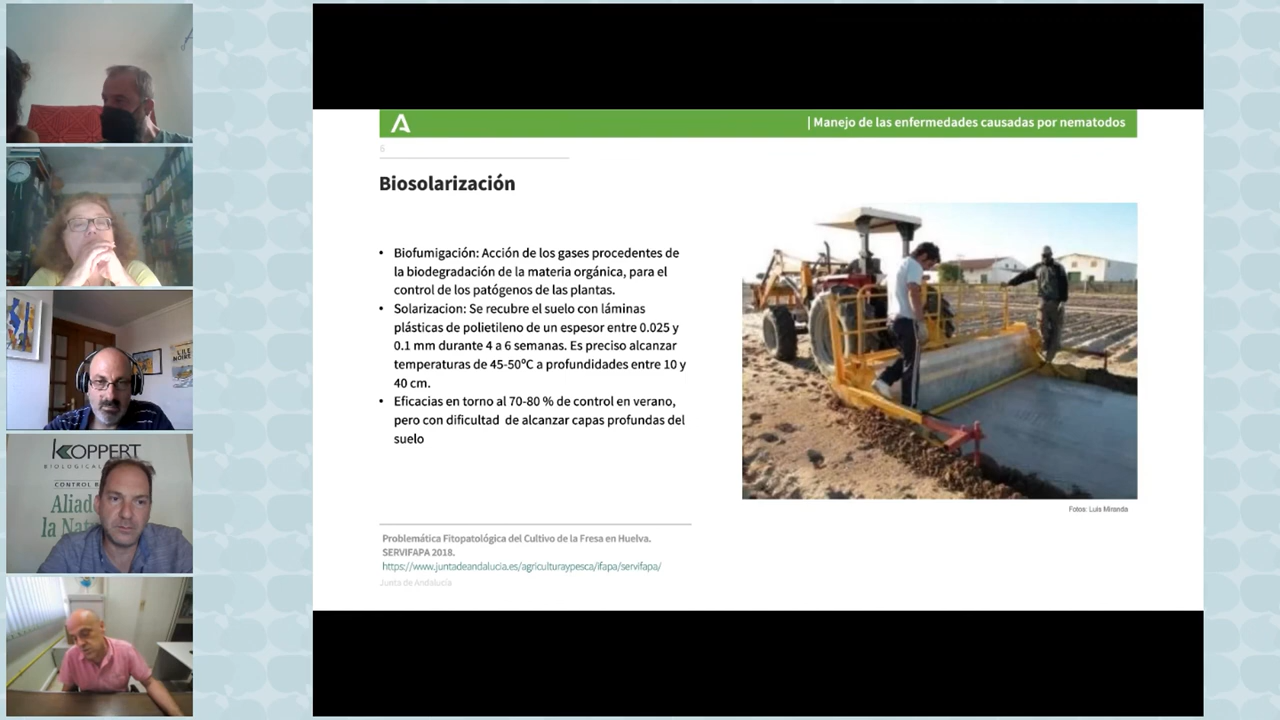 | Manejo de las enfermedades causadas por nematodos
6
Biosolarización
• Biofumigación: Acción de los gases procedentes de
la biodegradación de la materia orgánica, para el
control de los patógenos de las plantas.
• Solarizacion: Se recubre el suelo con láminas
plásticas de polietileno de un espesor entre 0.025 y
0.1 mm durante 4 a 6 semanas. Es preciso alcanzar
temperaturas de 45-50ºC a profundidades entre 10 y
40 cm.
• Eficacias en torno al 70-80 % de control en verano,
pero con dificultad de alcanzar capas profundas del
suelo
Fotos: Luis Miranda
Problemática Fitopatológica del Cultivo de la Fresa en Huelva.
SERVIFAPA 2018.
https://www.juntadeandalucia.es/agriculturaypesca/ifapa/servifapa/
Junta de Andalucía
KOPPERT